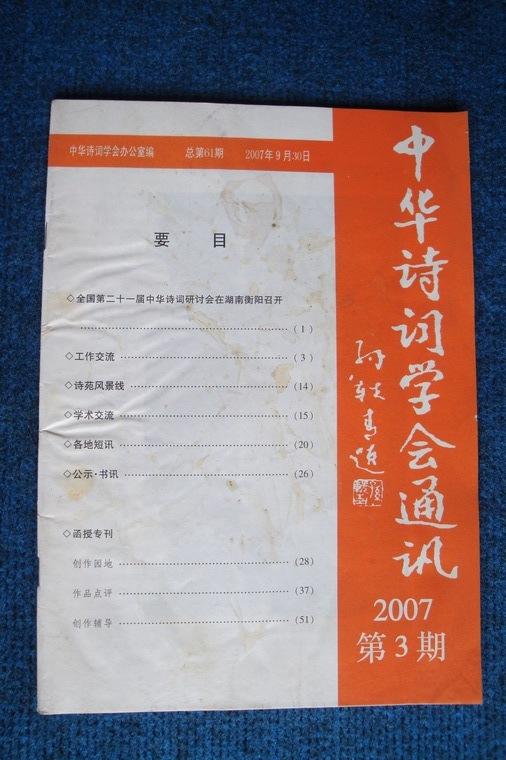 中华诗词学会办公室编 总第61期 2007年9月30日
要 目
◇全国第二十一届中华诗词研讨会在湖南衡阳召开
(1)
◇工作交流 (3)
◇诗苑风景线 (14)
◇学术交流 (15)
◇各地短讯 (20)
◇公示·书讯 (26)
◇函授专刊
创作园地 (28)
作品点评 (37)
创作辅导 (51)
中华诗词学会通讯
孙轶青题
2007
第3期